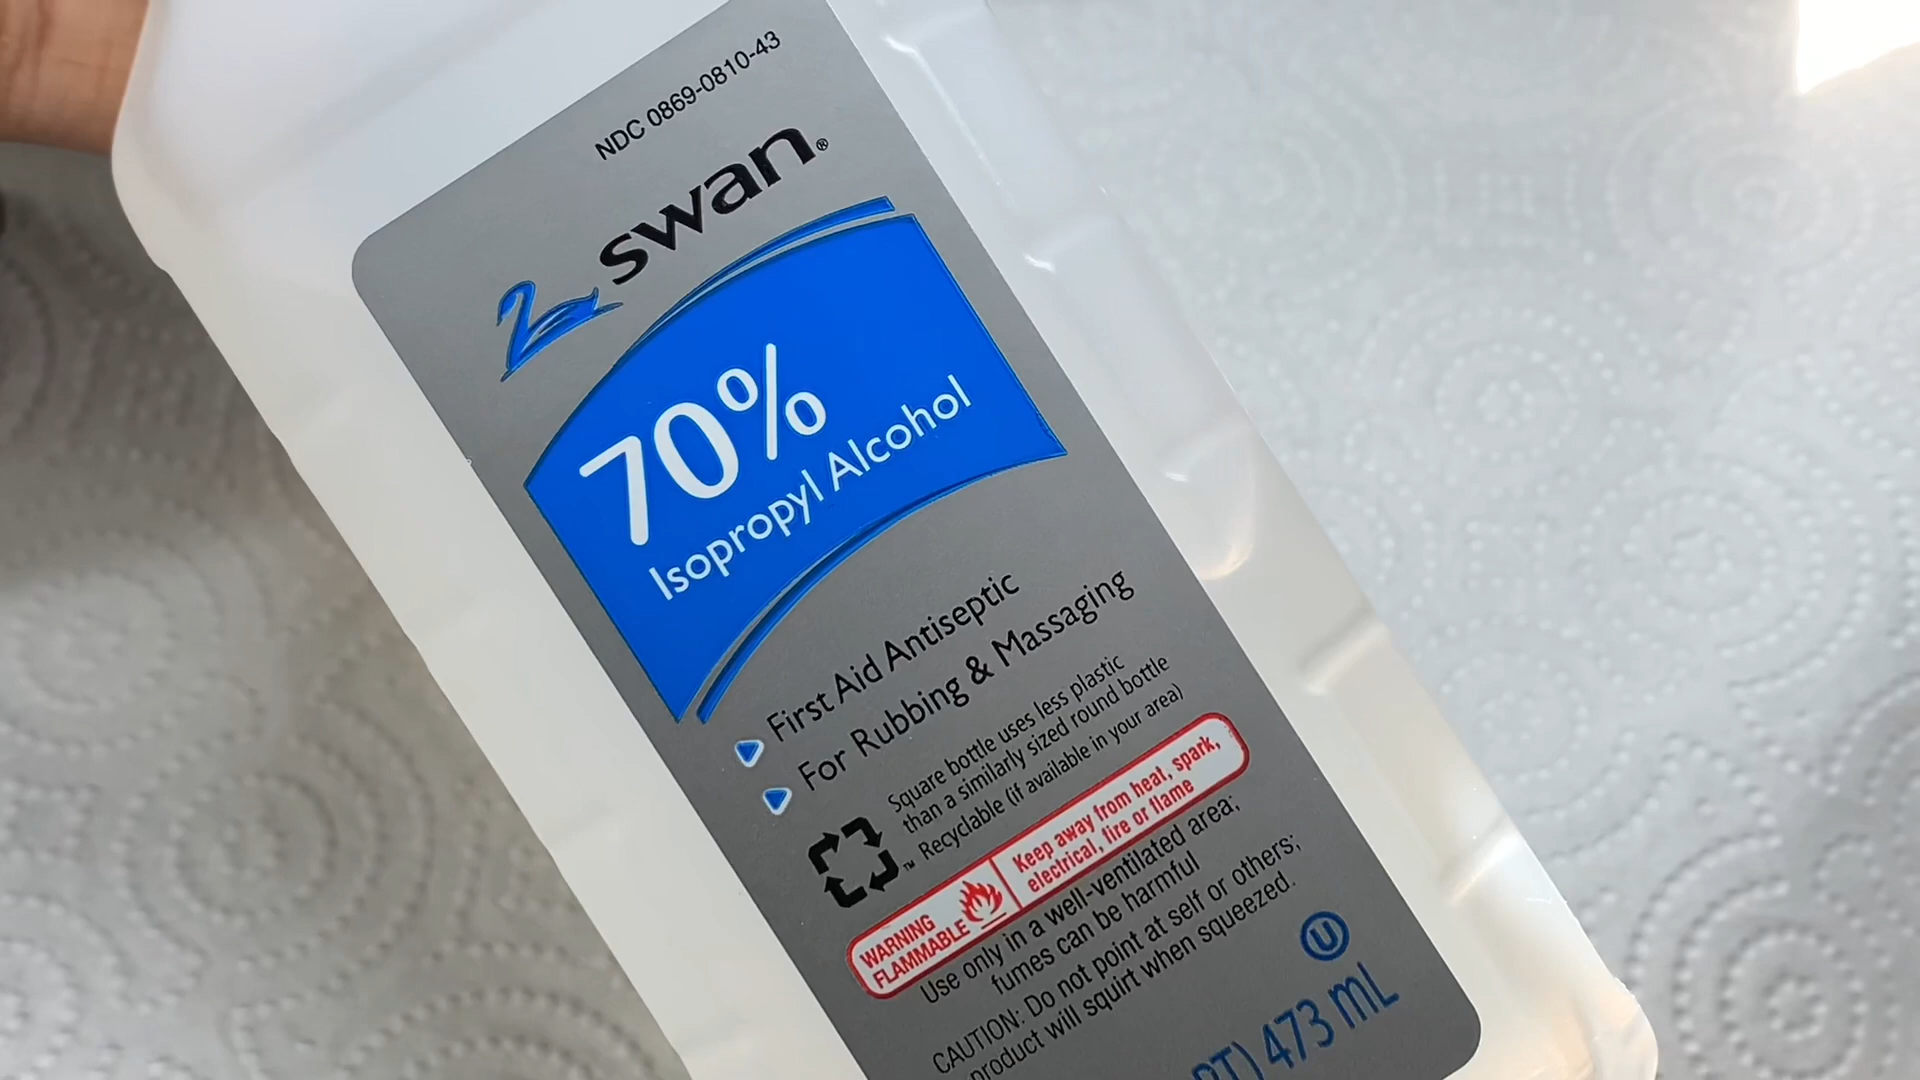 NDC 0869-0810-43
swan®
70%
Isopropyl Alcohol
First Aid Antiseptic
For Rubbing & Massaging
Square bottle uses less plastic
than a similarly sized round bottle
Recyclable (if available in your area)
™
WARNING
FLAMMABLE
Keep away from heat, spark,
electrical, fire or flame
Use only in a well-ventilated area;
fumes can be harmful
CAUTION: Do not point at self or others;
product will squirt when squeezed.
U
PT) 473 mL